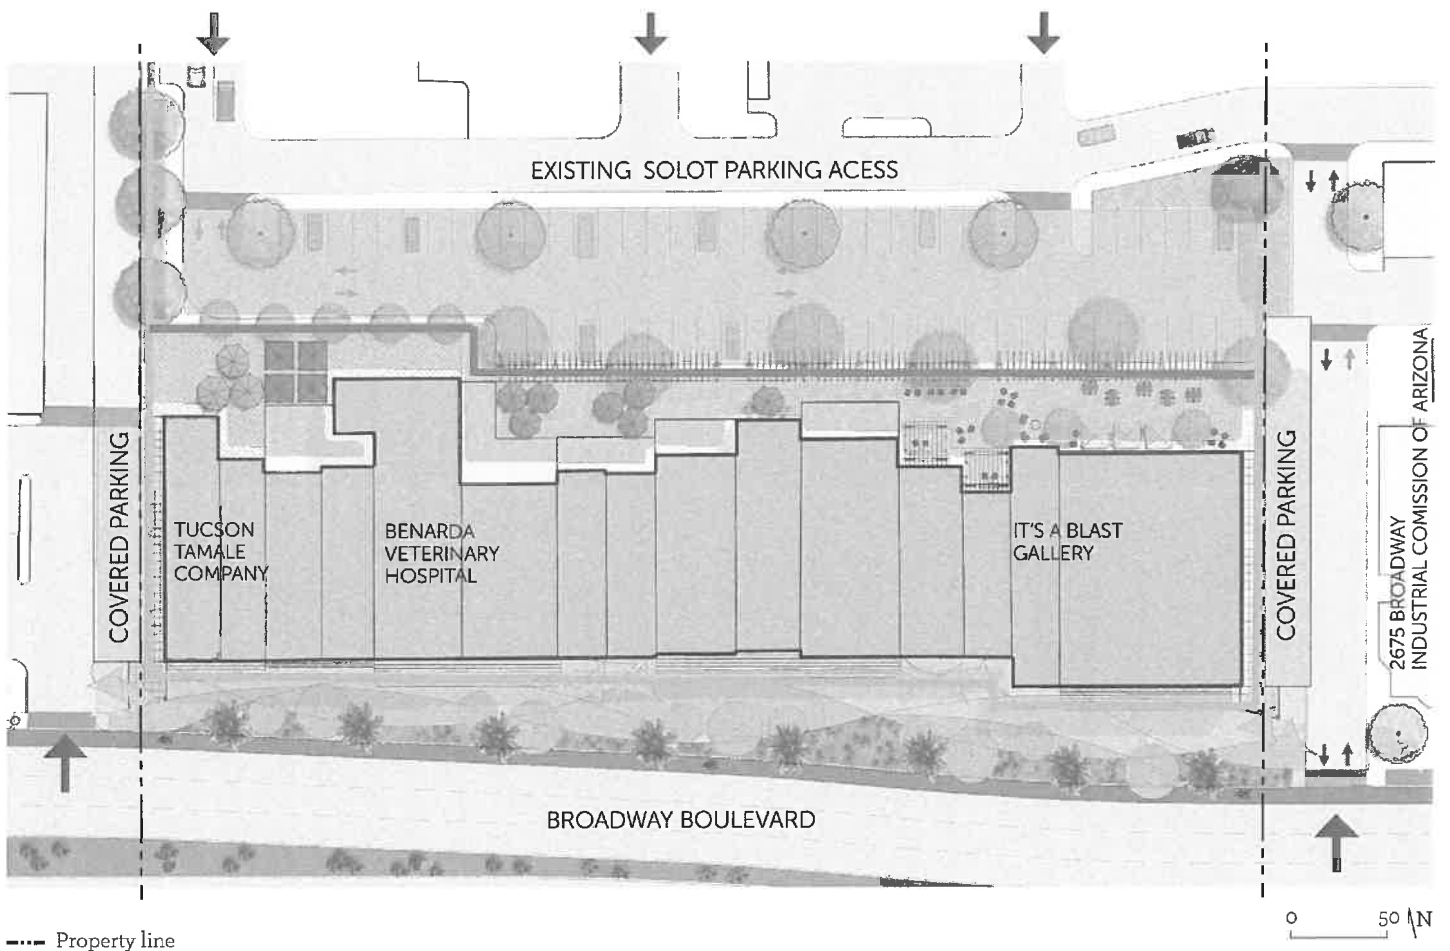 EXISTING SOLOT PARKING ACESS
COVERED PARKING
TUCSON
TAMALE
COMPANY
BENARDA
VETERINARY
HOSPITAL
IT'S A BLAST
GALLERY
COVERED PARKING
2675 BROADWAY
INDUSTRIAL COMISSION OF ARIZONA
BROADWAY BOULEVARD
0 50 N
Property line